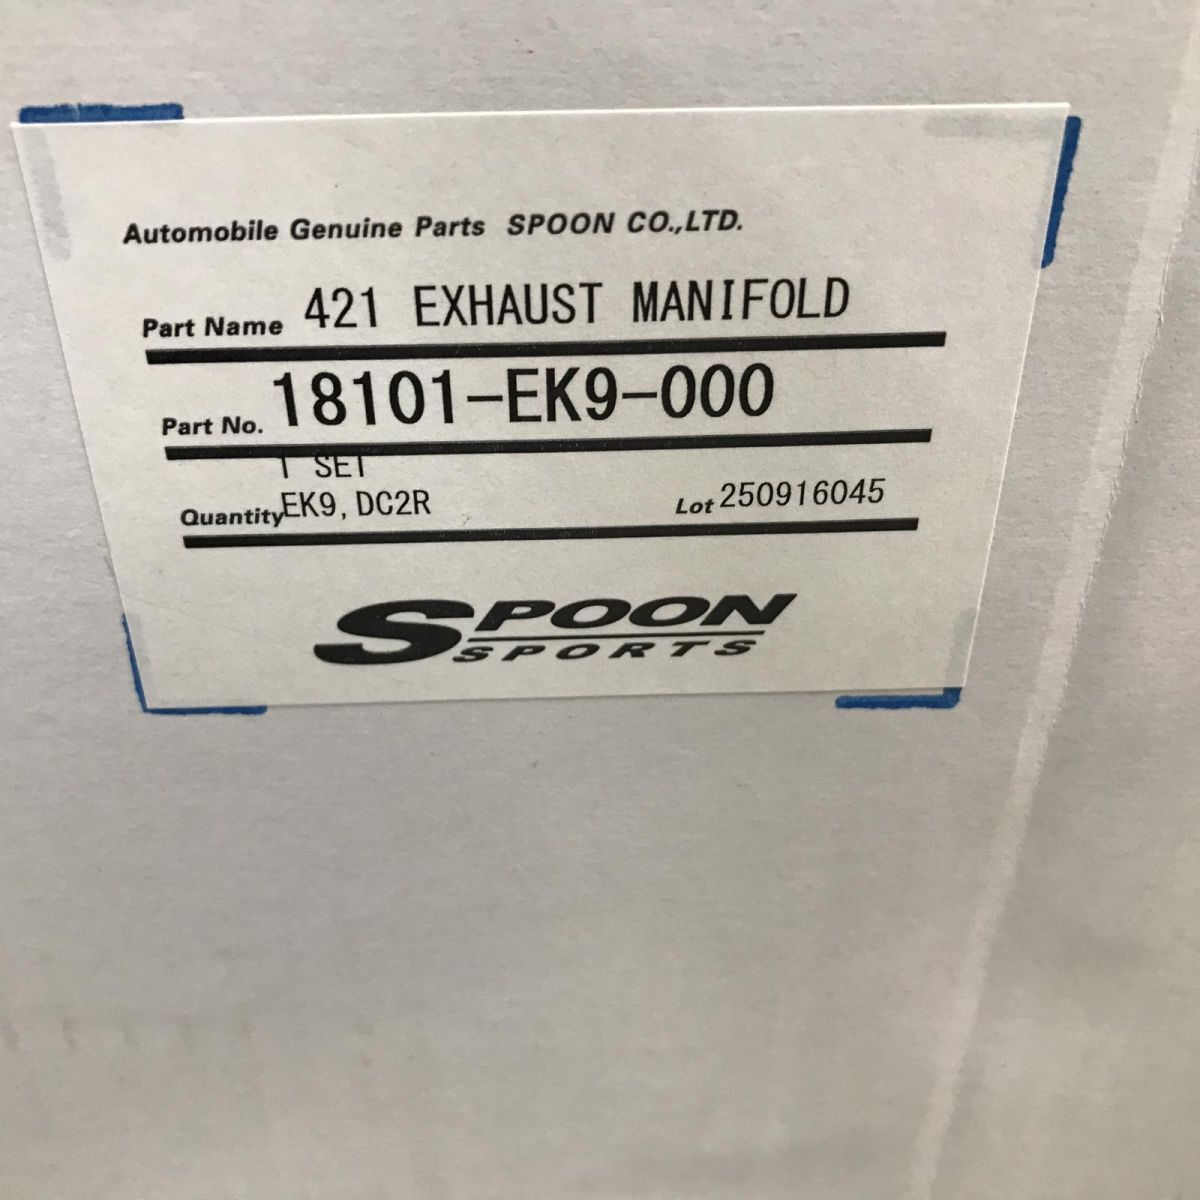 Automobile Genuine Parts SPOON CO.,LTD.
Part Name 421 EXHAUST MANIFOLD
Part No. 18101-EK9-000
1 SET
Quantity EK9, DC2R Lot 250916045
SPOON
SPORTS